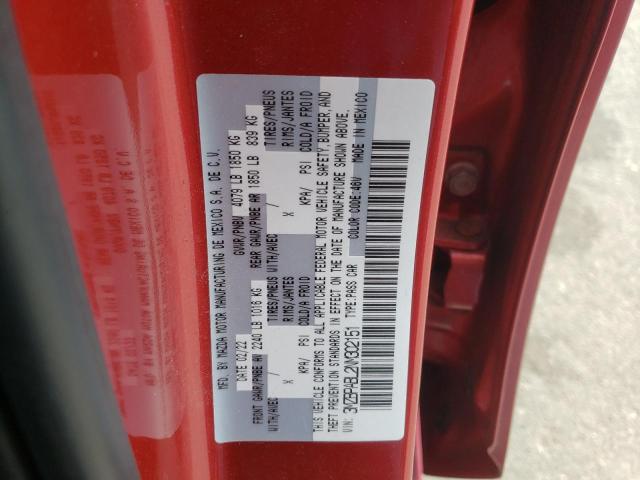 MFD. BY MAZDA MOTOR MANUFACTURING DE MEXICO S.A. DE C.V.
DATE 02/22 GVWR/PNBV 4079 LB 1850 KG
FRONT GAWR/PNBE AV 2240 LB 1016 KG REAR GAWR/PNBE AR 1850 LB 839 KG
TIRES/PNEUS TIRES/PNEUS
WITH/AVEC X RIMS/JANTES WITH/AVEC X RIMS/JANTES
KPA/ PSI COLD/A FROID KPA/ PSI COLD/A FROID
THIS VEHICLE CONFORMS TO ALL APPLICABLE FEDERAL MOTOR VEHICLE SAFETY, BUMPER, AND
THEFT PREVENTION STANDARDS IN EFFECT ON THE DATE OF MANUFACTURE SHOWN ABOVE.
VIN: 3MZBPABL2NM302151 TYPE:PASS CAR COLOR CODE:46V MADE IN MEXICO